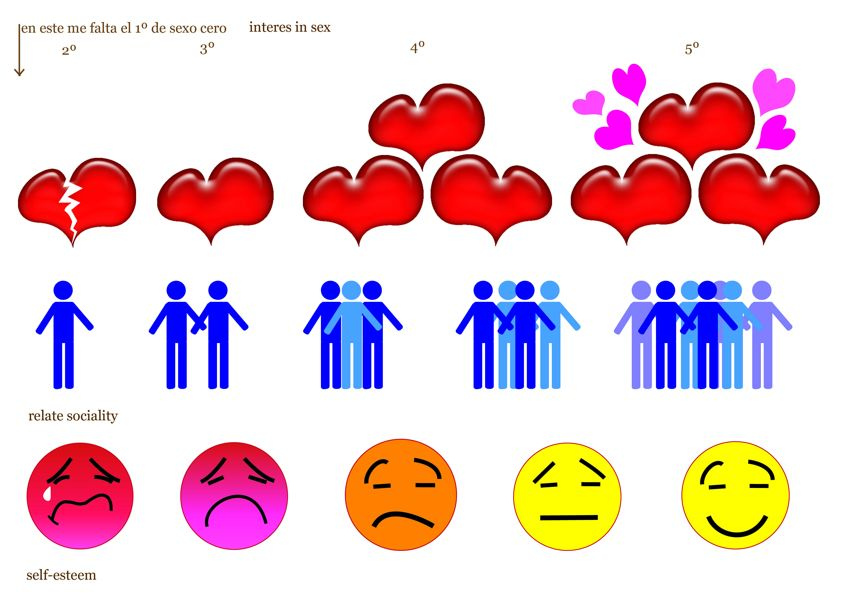 en este me falta el 1º de sexo cero
interes in sex
2º
3º
4º
5º
relate sociality
self-esteem